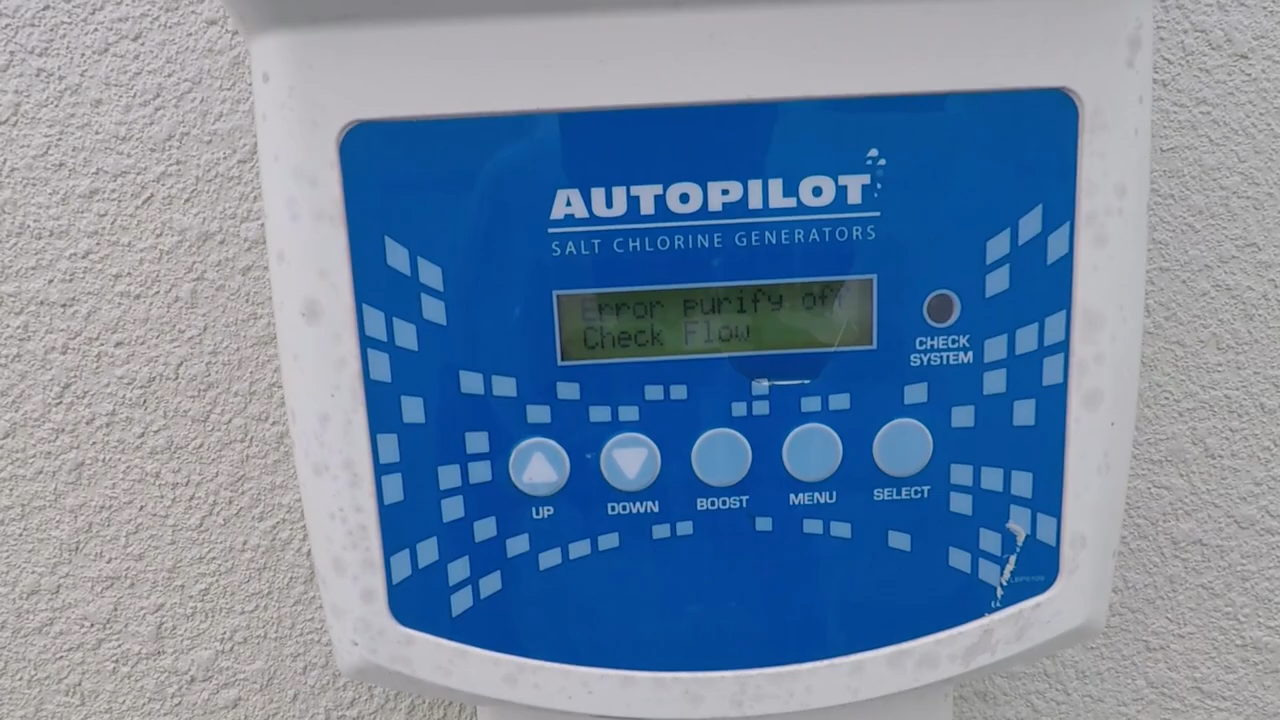 AUTOPILOT
SALT CHLORINE GENERATORS
Error purify off
Check Flow
CHECK
SYSTEM
UP
DOWN
BOOST
MENU
SELECT